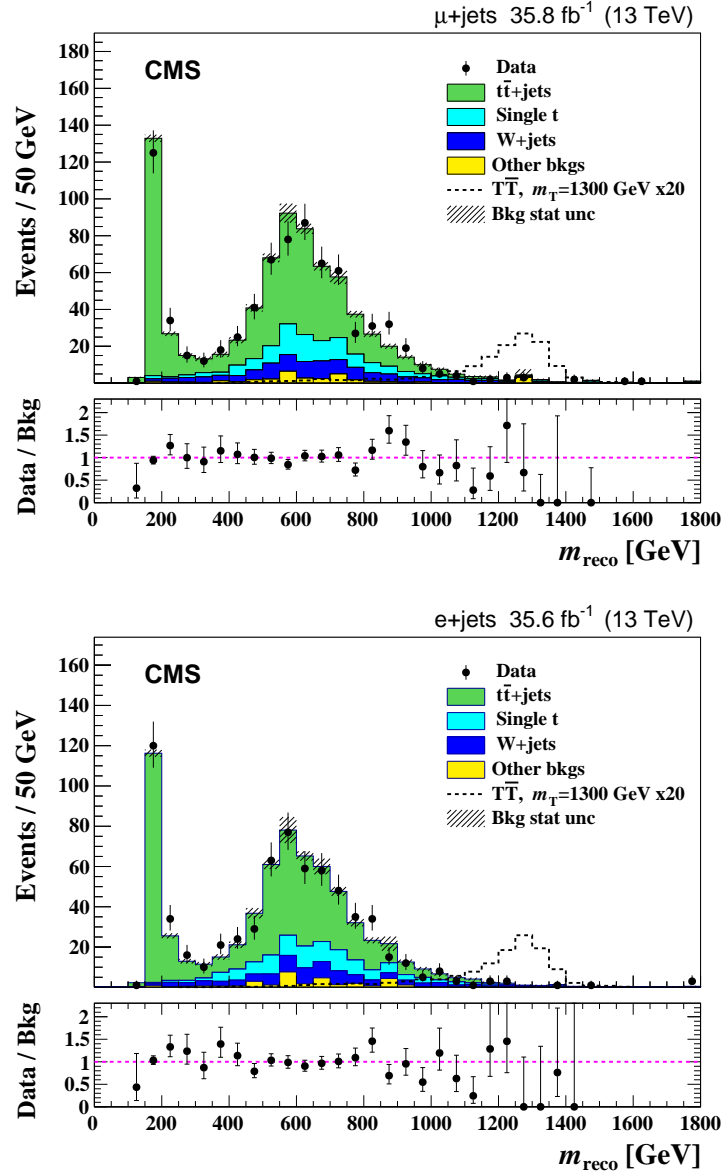 μ+jets 35.8 fb⁻¹ (13 TeV)
CMS
Events / 50 GeV
180
160
140
120
100
80
60
40
20
Data
tt̅+jets
Single t
W+jets
Other bkgs
TT̅, m_T=1300 GeV x20
Bkg stat unc
Data / Bkg
2
1.5
1
0.5
0
0 200 400 600 800 1000 1200 1400 1600 1800
m_reco [GeV]
e+jets 35.6 fb⁻¹ (13 TeV)
CMS
Events / 50 GeV
160
140
120
100
80
60
40
20
Data
tt̅+jets
Single t
W+jets
Other bkgs
TT̅, m_T=1300 GeV x20
Bkg stat unc
Data / Bkg
2
1.5
1
0.5
0
0 200 400 600 800 1000 1200 1400 1600 1800
m_reco [GeV]